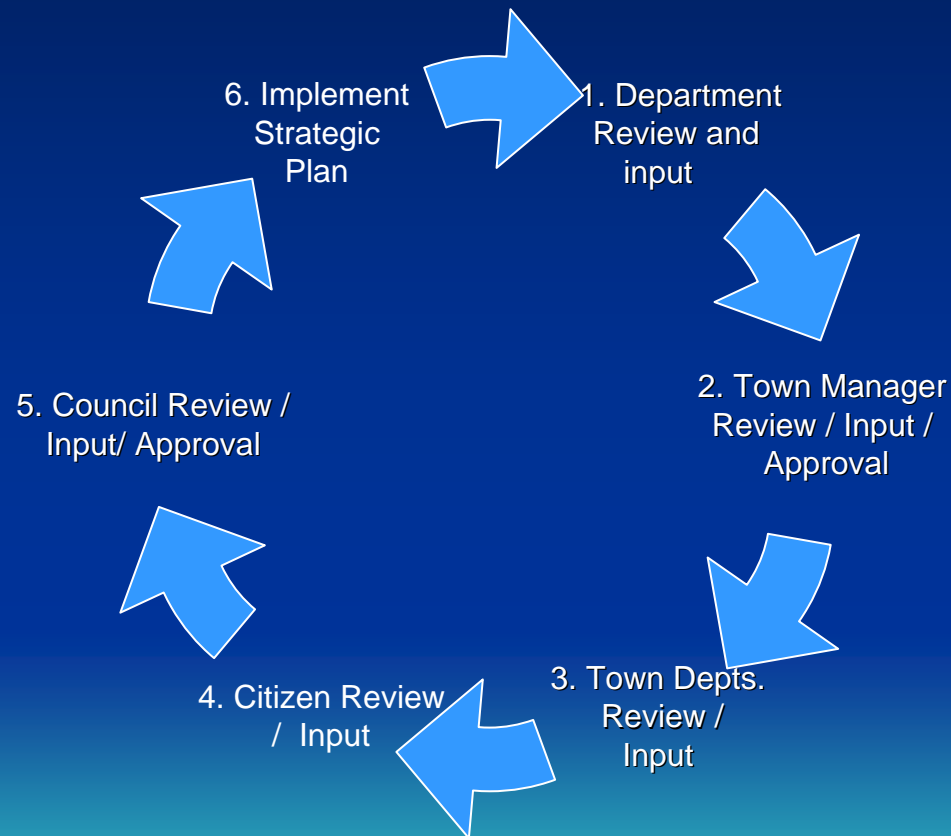 1. Department
Review and
input
2. Town Manager
Review / Input /
Approval
3. Town Depts.
Review /
Input
4. Citizen Review
/ Input
5. Council Review /
Input/ Approval
6. Implement
Strategic
Plan